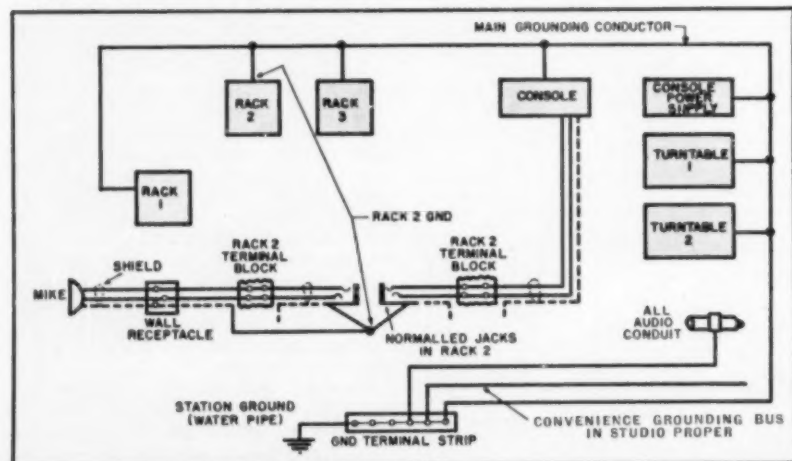 MAIN GROUNDING CONDUCTOR
RACK
2
RACK
3
CONSOLE
CONSOLE
POWER
SUPPLY
TURNTABLE
1
RACK
1
RACK 2 GND
TURNTABLE
2
SHIELD
RACK 2
TERMINAL
BLOCK
RACK 2
TERMINAL
BLOCK
MIKE
WALL
RECEPTACLE
NORMALLED JACKS
IN RACK 2
ALL
AUDIO
CONDUIT
STATION GROUND
(WATER PIPE)
GND TERMINAL STRIP
CONVENIENCE GROUNDING BUS
IN STUDIO PROPER